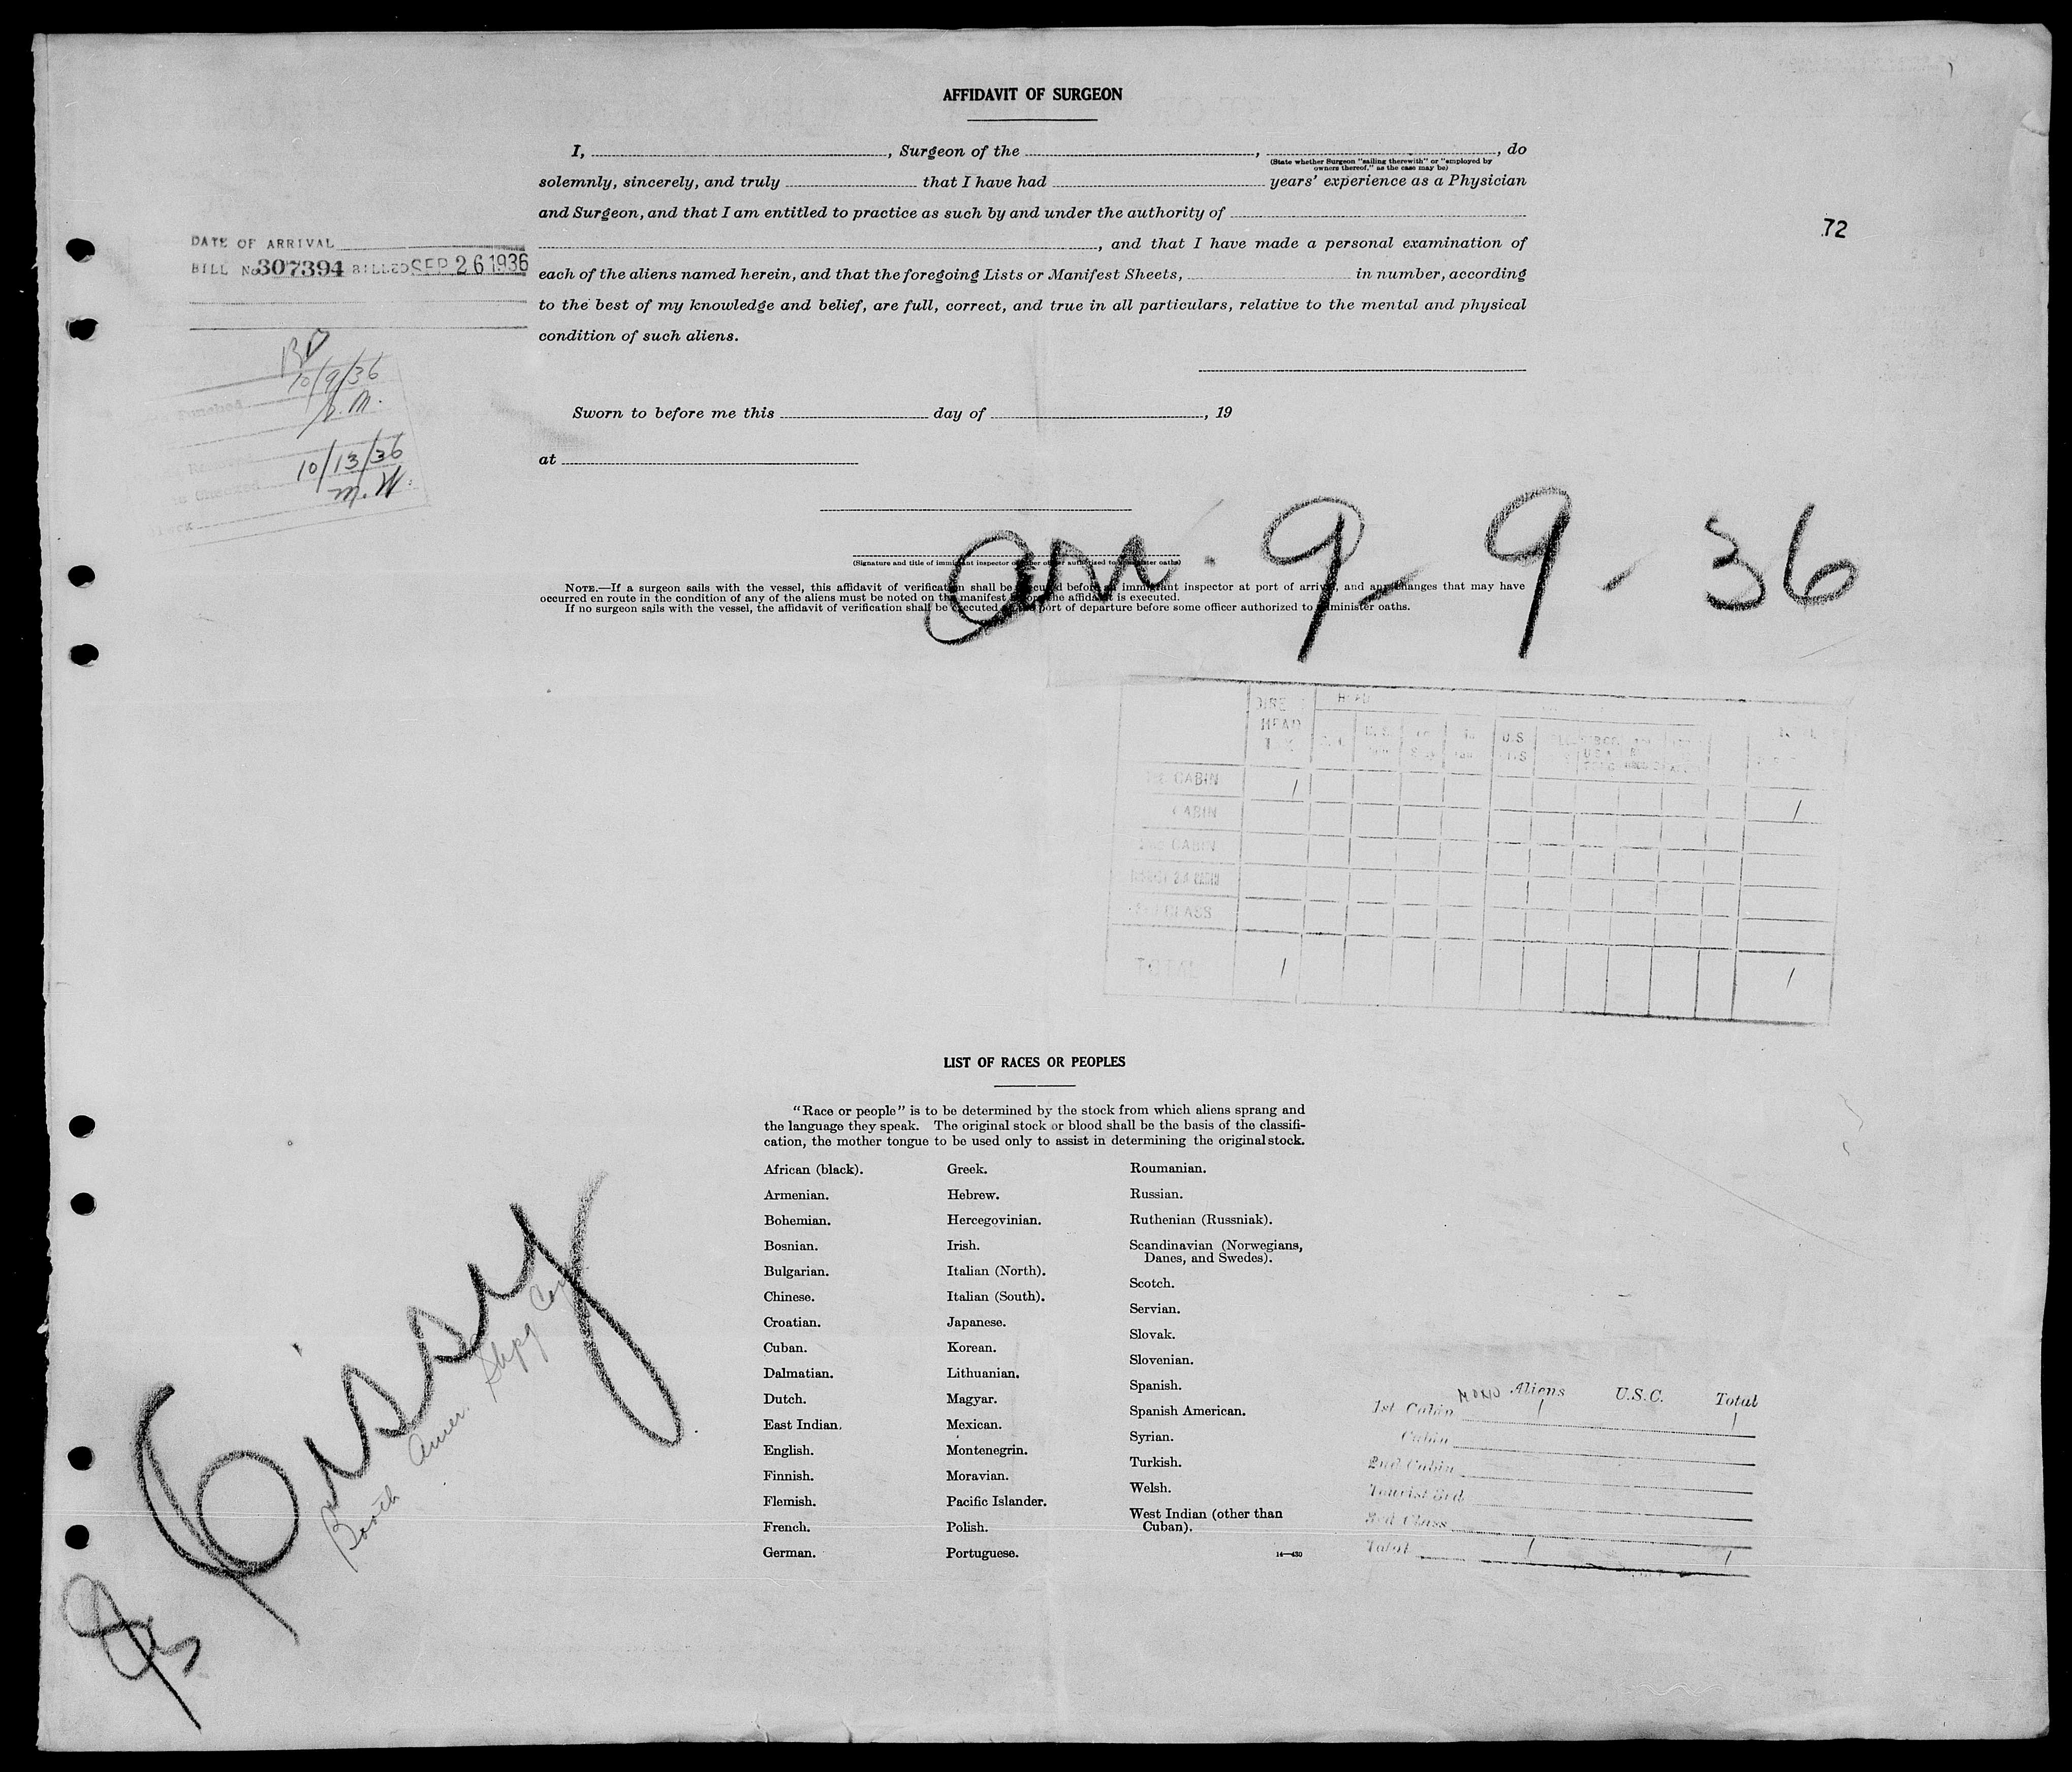 AFFIDAVIT OF SURGEON
I, , Surgeon of the , , do
(State whether Surgeon "sailing therewith" or "employed by
owners thereof," as the case may be)
solemnly, sincerely, and truly that I have had years' experience as a Physician
and Surgeon, and that I am entitled to practice as such by and under the authority of
, and that I have made a personal examination of
each of the aliens named herein, and that the foregoing Lists or Manifest Sheets, in number, according
to the best of my knowledge and belief, are full, correct, and true in all particulars, relative to the mental and physical
condition of such aliens.
72
DATE OF ARRIVAL
BILL No 307394 BILLED SEP 26 1936
10/9/36
Punched
10/13/36
M. W.
Checked
Sworn to before me this day of , 19
at
(Signature and title of immigrant inspector or other officer authorized to administer oaths)
arr. 9-9-36
NOTE.—If a surgeon sails with the vessel, this affidavit of verification shall be executed before an immigrant inspector at port of arrival, and any changes that may have
occurred en route in the condition of any of the aliens must be noted on the manifest before the affidavit is executed.
If no surgeon sails with the vessel, the affidavit of verification shall be executed at port of departure before some officer authorized to administer oaths.
DIRECT HEAD TAX
U.S.
1st CABIN 1 1
CABIN
2nd CABIN
3rd CLASS
TOTAL 1 1
LIST OF RACES OR PEOPLES
"Race or people" is to be determined by the stock from which aliens sprang and
the language they speak. The original stock or blood shall be the basis of the classifi-
cation, the mother tongue to be used only to assist in determining the original stock.
African (black).
Armenian.
Bohemian.
Bosnian.
Bulgarian.
Chinese.
Croatian.
Cuban.
Dalmatian.
Dutch.
East Indian.
English.
Finnish.
Flemish.
French.
German.
Greek.
Hebrew.
Hercegovinian.
Irish.
Italian (North).
Italian (South).
Japanese.
Korean.
Lithuanian.
Magyar.
Mexican.
Montenegrin.
Moravian.
Pacific Islander.
Polish.
Portuguese.
Roumanian.
Russian.
Ruthenian (Russniak).
Scandinavian (Norwegians,
Danes, and Swedes).
Scotch.
Servian.
Slovak.
Slovenian.
Spanish.
Spanish American.
Syrian.
Turkish.
Welsh.
West Indian (other than
Cuban).
14—430
Booth Amer. Shpg Corp
Aliens U.S.C. Total
1st Cabin 1 1
Cabin
2nd Cabin
Tourist 3rd
3rd Class
Total 1 1